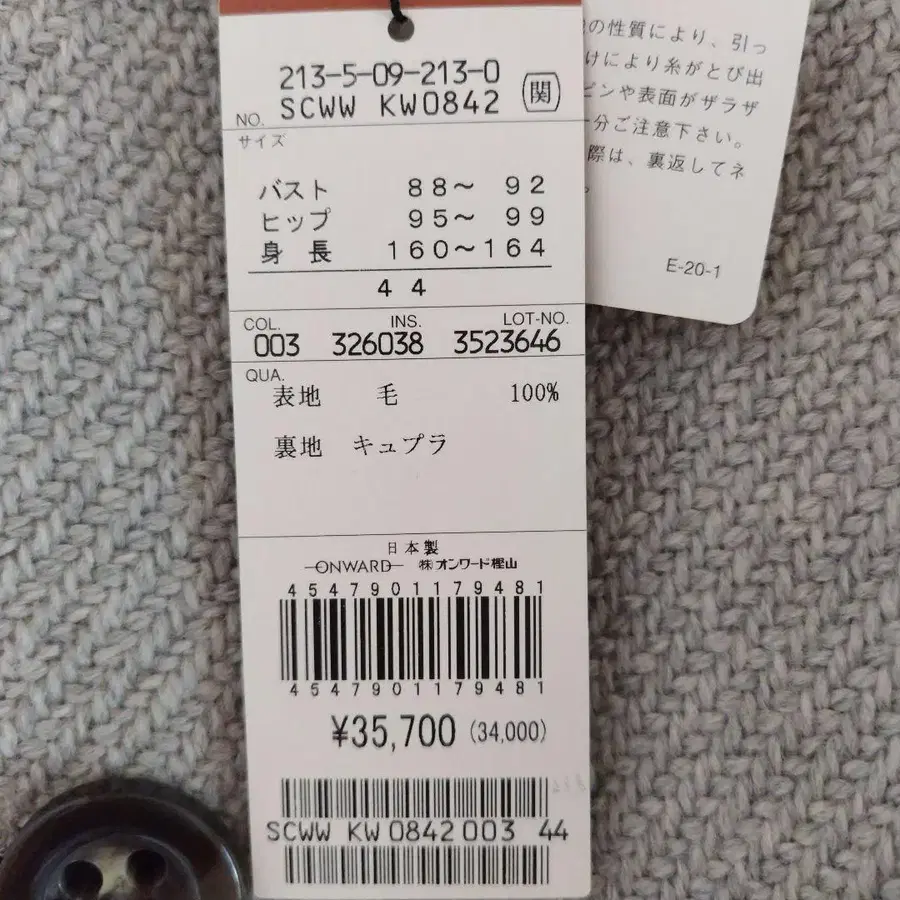 213-5-09-213-0
NO. SCWW KW0842 (関)
サイズ
バスト 88～ 92
ヒップ 95～ 99
身長 160～164
44
COL. INS. LOT-NO.
003 326038 3523646
QUA.
表地 毛 100%
裏地 キュプラ
日本製
ONWARD ㈱オンワード樫山
4547901179481
4547901179481
¥35,700 (34,000)
SCWW KW0842 003 44
の性質により、引っ
けにより糸がとび出
ンや表面がザラザ
分ご注意下さい。
際は、裏返してネ
E-20-1